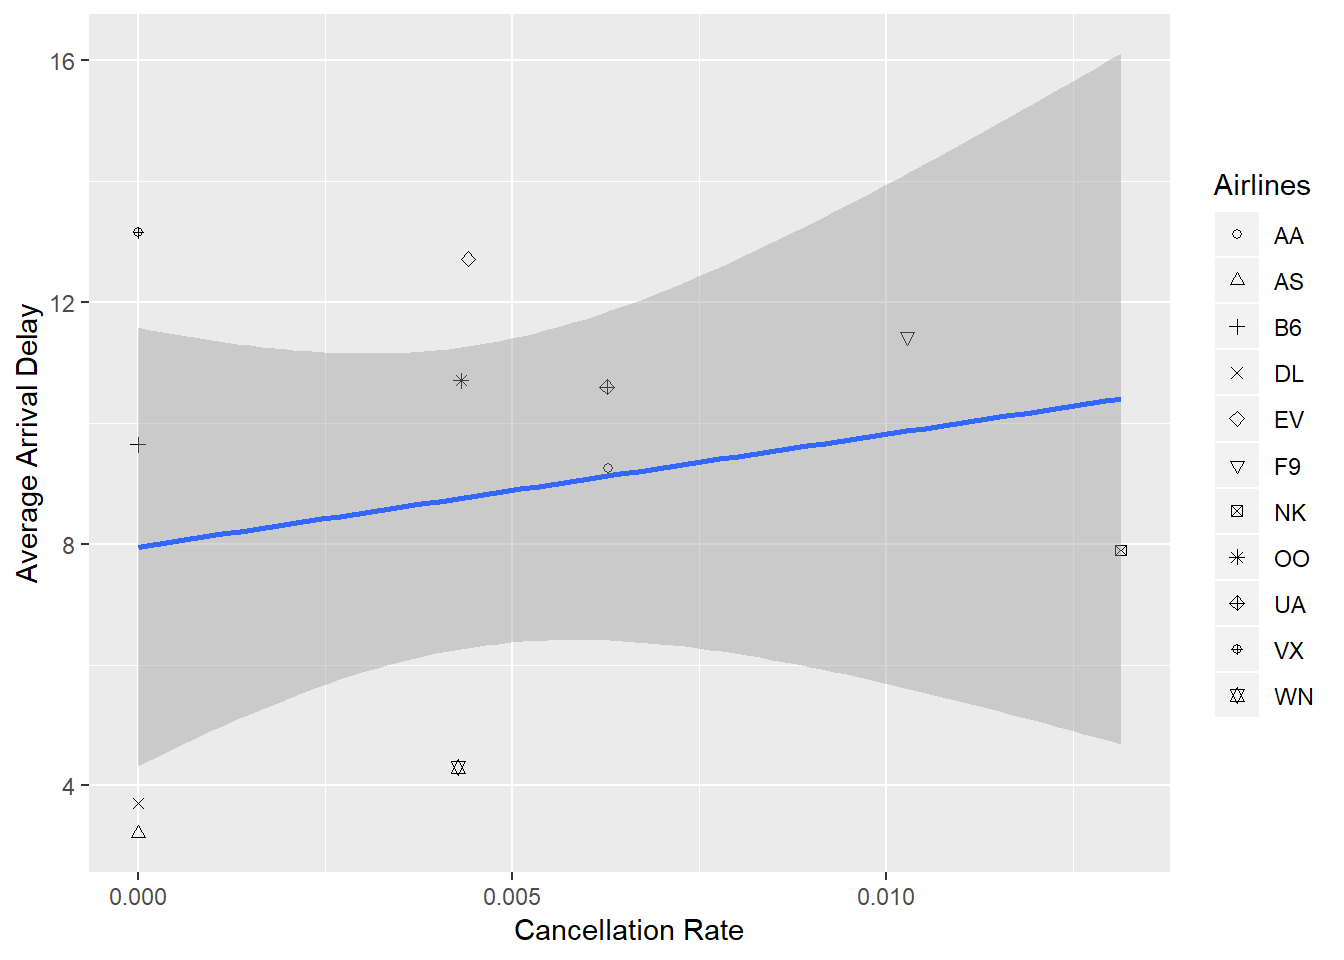 16
12
8
4
Average Arrival Delay
0.000
0.005
0.010
Cancellation Rate
Airlines
AA
AS
B6
DL
EV
F9
NK
OO
UA
VX
WN